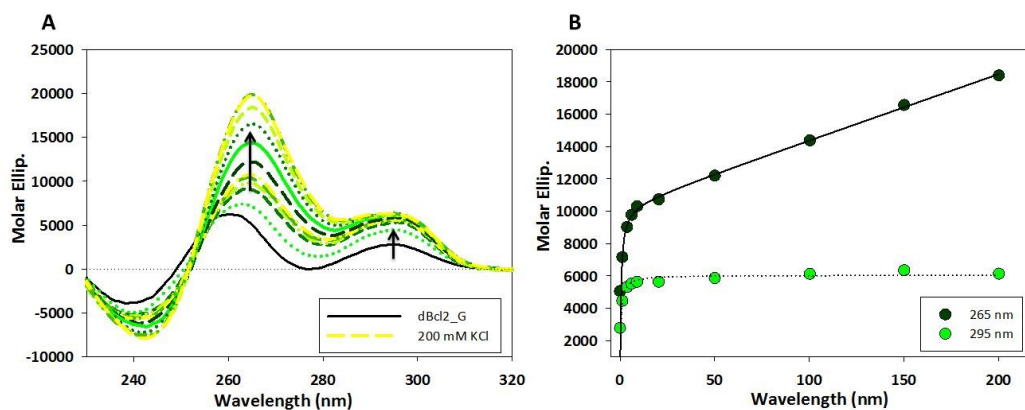 A
Molar Ellip.
25000
20000
15000
10000
5000
0
-5000
-10000
240
260
280
300
320
Wavelength (nm)
dBcl2_G
200 mM KCl
B
Molar Ellip.
20000
18000
16000
14000
12000
10000
8000
6000
4000
2000
0
50
100
150
200
Wavelength (nm)
265 nm
295 nm